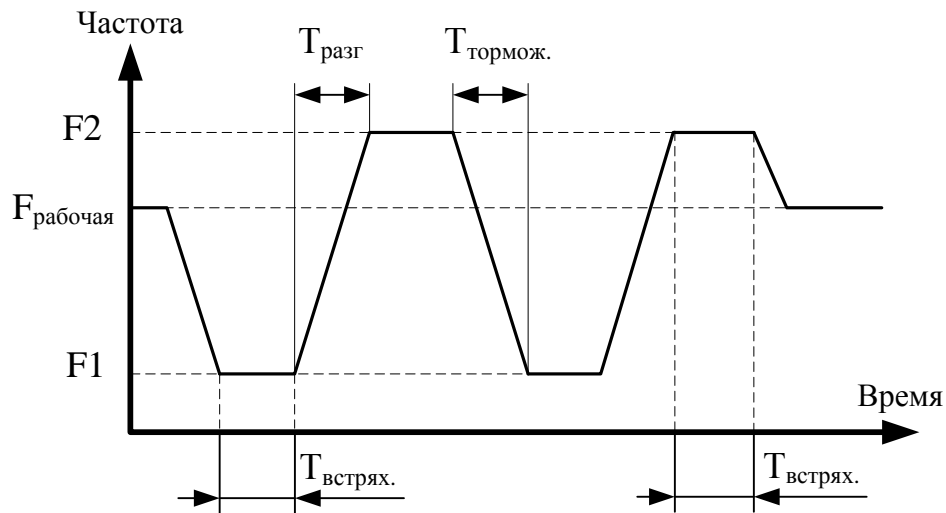 Частота
Tразг
Tтормож.
F2
Fрабочая
F1
Время
Tвстрях.
Tвстрях.